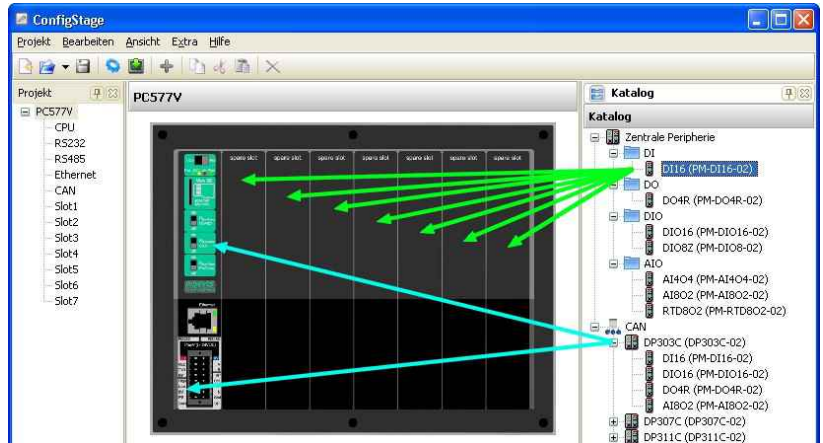 ConfigStage
Projekt Bearbeiten Ansicht Extra Hilfe
Projekt
PC577V
CPU
RS232
RS485
Ethernet
CAN
Slot1
Slot2
Slot3
Slot4
Slot5
Slot6
Slot7
PC577V
spare slot spare slot spare slot spare slot spare slot spare slot spare slot
Ethernet
Katalog
Katalog
Zentrale Peripherie
DI
DI16 (PM-DI16-02)
DO
DO4R (PM-DO4R-02)
DIO
DIO16 (PM-DIO16-02)
DIO8Z (PM-DIO8-02)
AIO
AI4O4 (PM-AI4O4-02)
AI8O2 (PM-AI8O2-02)
RTD8O2 (PM-RTD8O2-02)
CAN
DP303C (DP303C-02)
DI16 (PM-DI16-02)
DIO16 (PM-DIO16-02)
DO4R (PM-DO4R-02)
AI8O2 (PM-AI8O2-02)
DP307C (DP307C-02)
DP311C (DP311C-02)